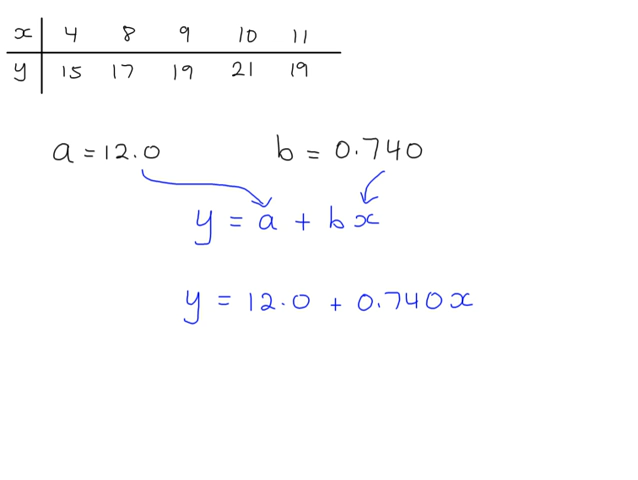 x 4 8 9 10 11
y 15 17 19 21 19
a = 12.0 b = 0.740
y = a + bx
y = 12.0 + 0.740x